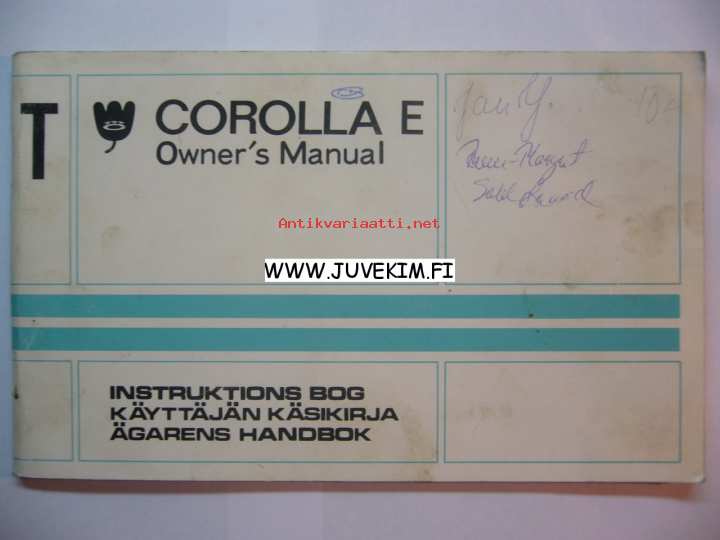 T
COROLLA E
Owner's Manual
Antikvariaatti.net
WWW.JUVEKIM.FI
INSTRUKTIONS BOG
KÄYTTÄJÄN KÄSIKIRJA
ÄGARENS HANDBOK